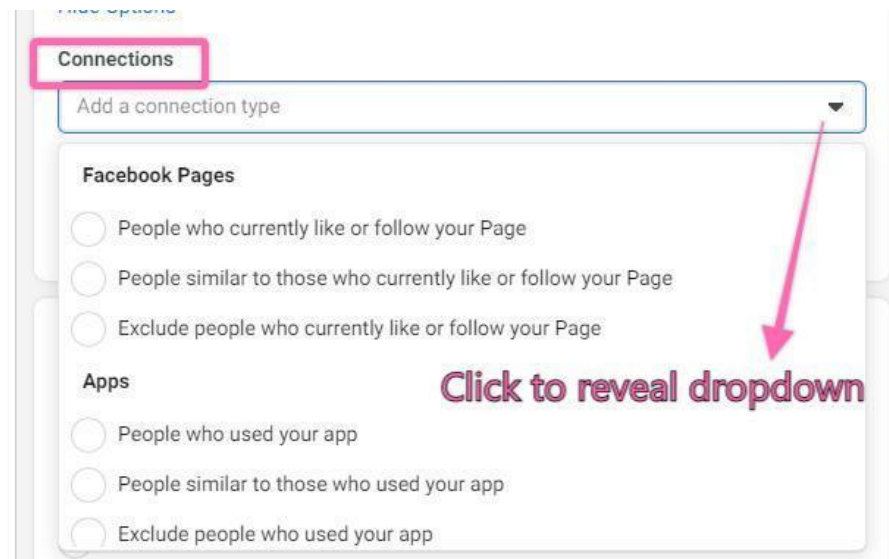 Hide Options
Connections
Add a connection type
Facebook Pages
People who currently like or follow your Page
People similar to those who currently like or follow your Page
Exclude people who currently like or follow your Page
Apps
Click to reveal dropdown
People who used your app
People similar to those who used your app
Exclude people who used your app